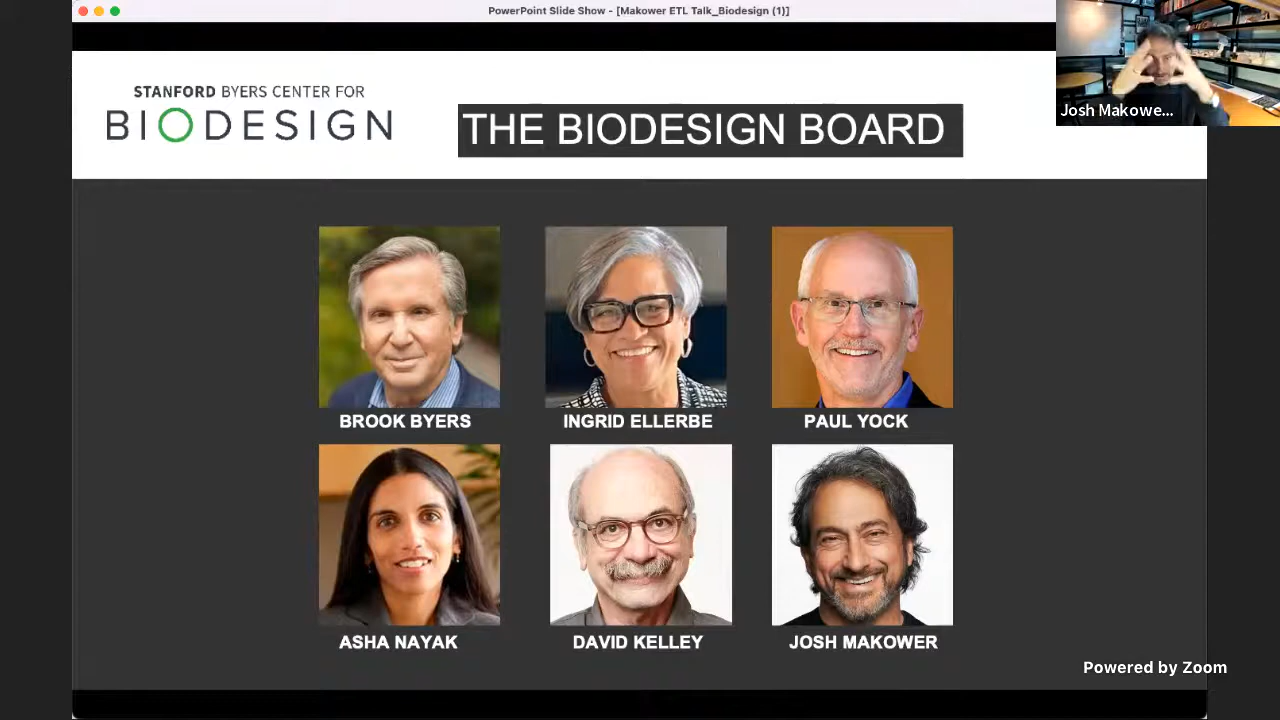 PowerPoint Slide Show - [Makower ETL Talk_Biodesign (1)]
Josh Makowe...
STANFORD BYERS CENTER FOR
BIODESIGN
THE BIODESIGN BOARD
BROOK BYERS
INGRID ELLERBE
PAUL YOCK
ASHA NAYAK
DAVID KELLEY
JOSH MAKOWER
Powered by Zoom